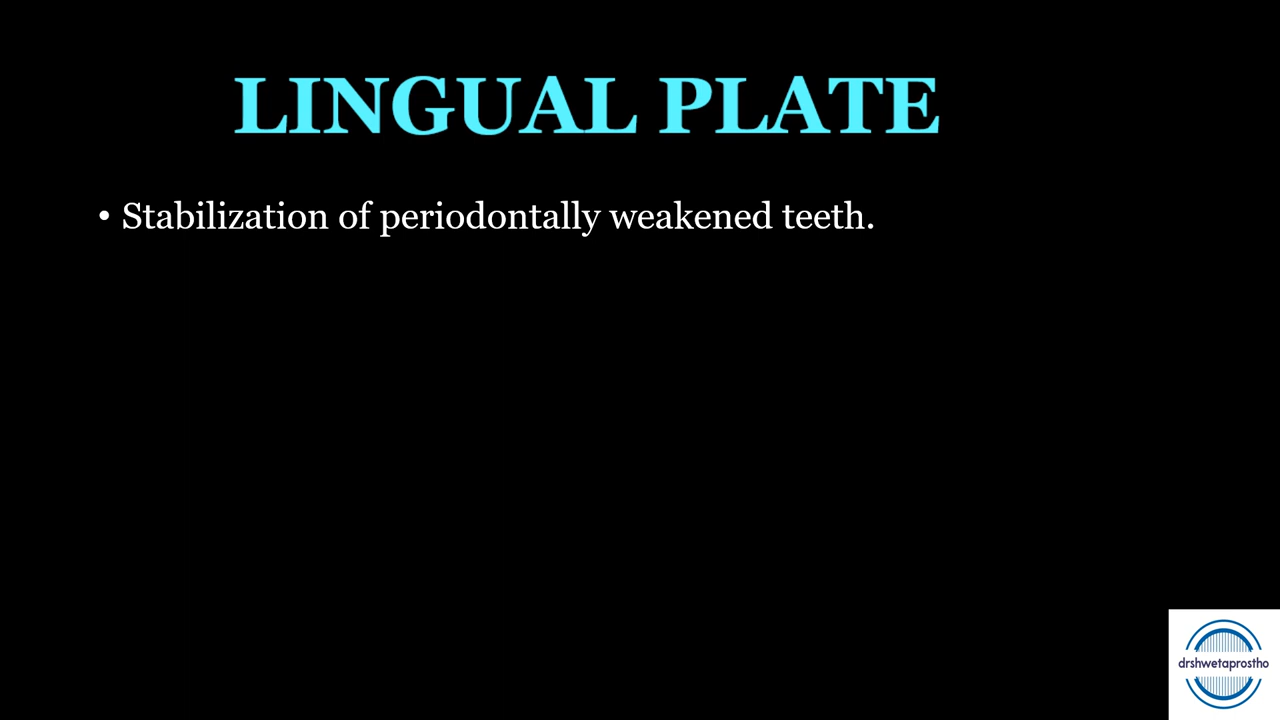 LINGUAL PLATE
• Stabilization of periodontally weakened teeth.
drshwetaprostho